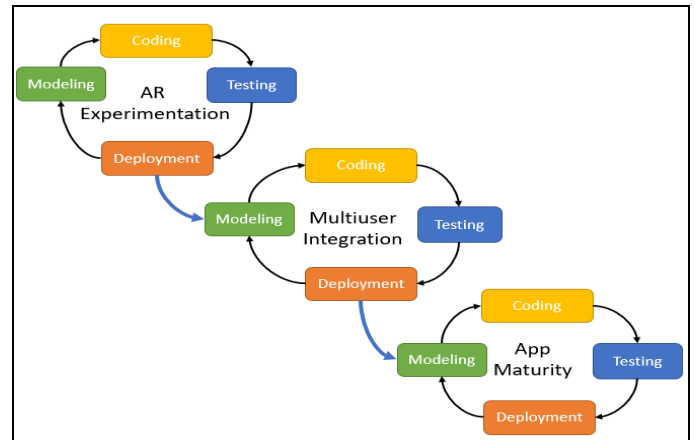 Coding
Modeling
Testing
AR
Experimentation
Deployment
Coding
Modeling
Multiuser
Integration
Testing
Deployment
Coding
Modeling
App
Maturity
Testing
Deployment